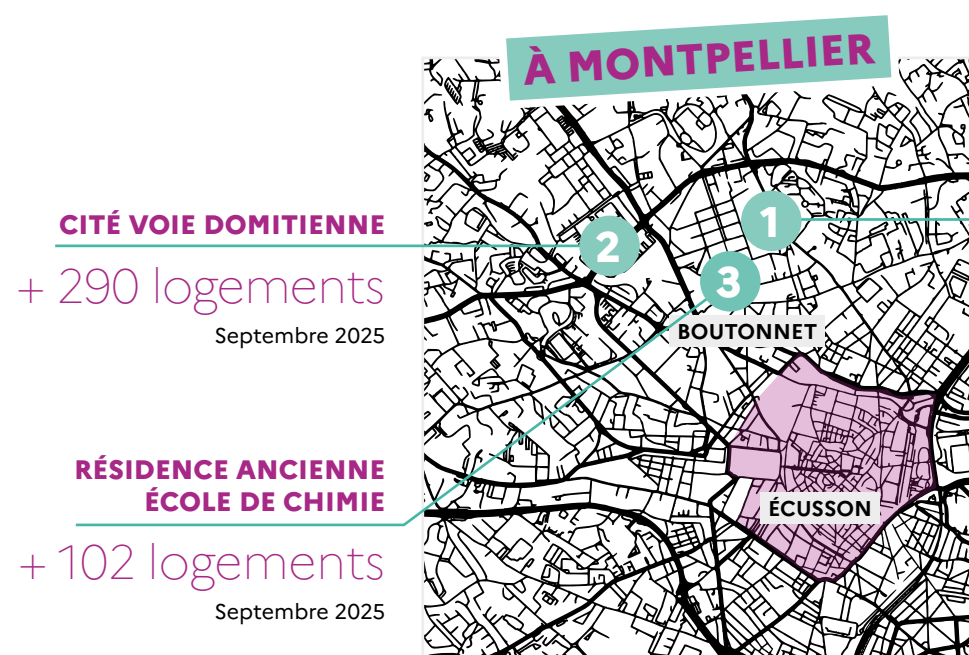 À MONTPELLIER
CITÉ VOIE DOMITIENNE
+ 290 logements
Septembre 2025
RÉSIDENCE ANCIENNE
ÉCOLE DE CHIMIE
+ 102 logements
Septembre 2025
1
2
3
BOUTONNET
ÉCUSSON